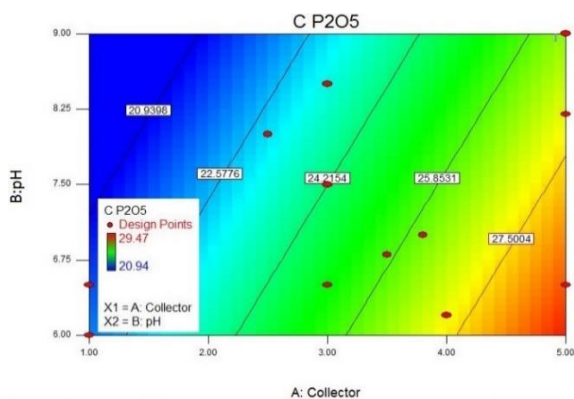 C P2O5
9.00
20.9398
8.25
22.5776
24.2154
25.8531
7.50
B:pH
C P2O5
Design Points
29.47
20.94
X1 = A: Collector
X2 = B: pH
27.5004
6.75
6.00
1.00 2.00 3.00 4.00 5.00
A: Collector